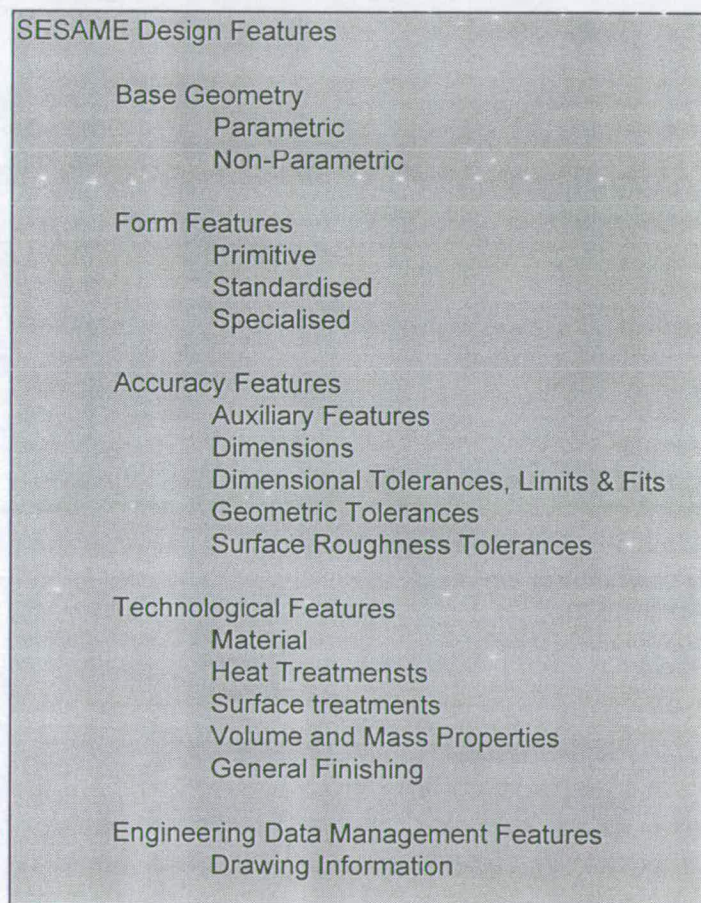 SESAME Design Features
Base Geometry
Parametric
Non-Parametric
Form Features
Primitive
Standardised
Specialised
Accuracy Features
Auxiliary Features
Dimensions
Dimensional Tolerances, Limits & Fits
Geometric Tolerances
Surface Roughness Tolerances
Technological Features
Material
Heat Treatmensts
Surface treatments
Volume and Mass Properties
General Finishing
Engineering Data Management Features
Drawing Information